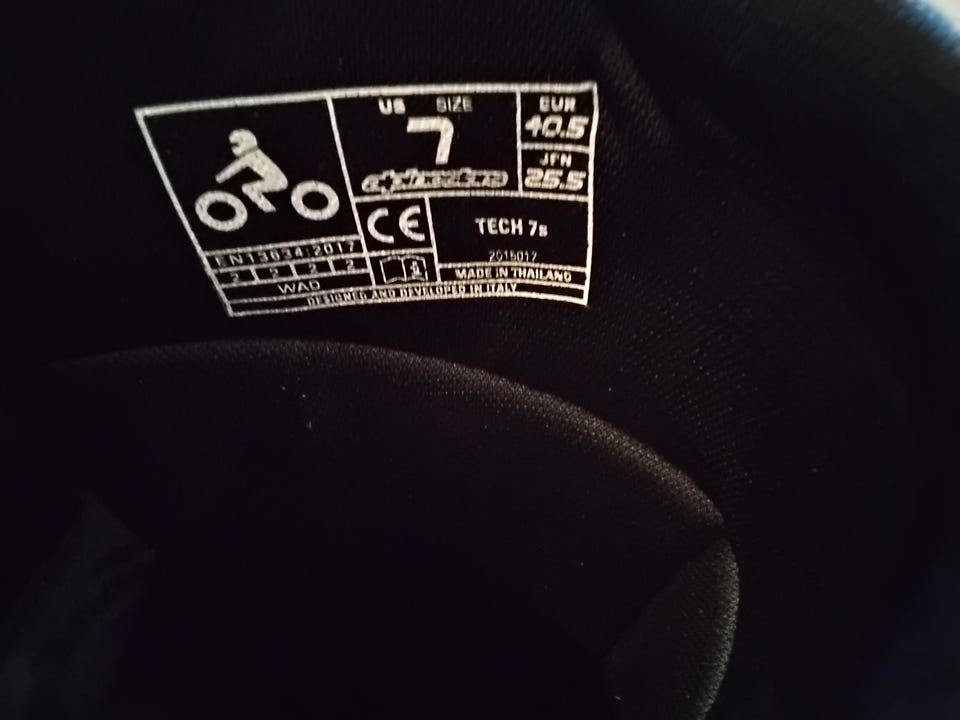 US SIZE
7
alpinestars
EUR
40.5
JPN
25.5
CE
TECH 7s
2015017
EN13634:2017
2 2 2 2
WAD
MADE IN THAILAND
DESIGNED AND DEVELOPED IN ITALY